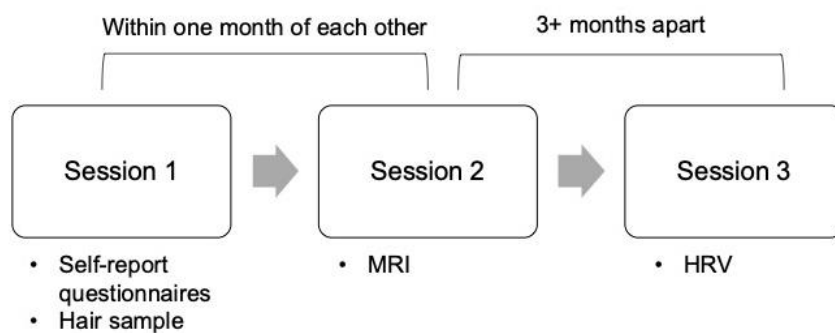 Within one month of each other
3+ months apart
Session 1
Session 2
Session 3
• Self-report
questionnaires
• Hair sample
• MRI
• HRV